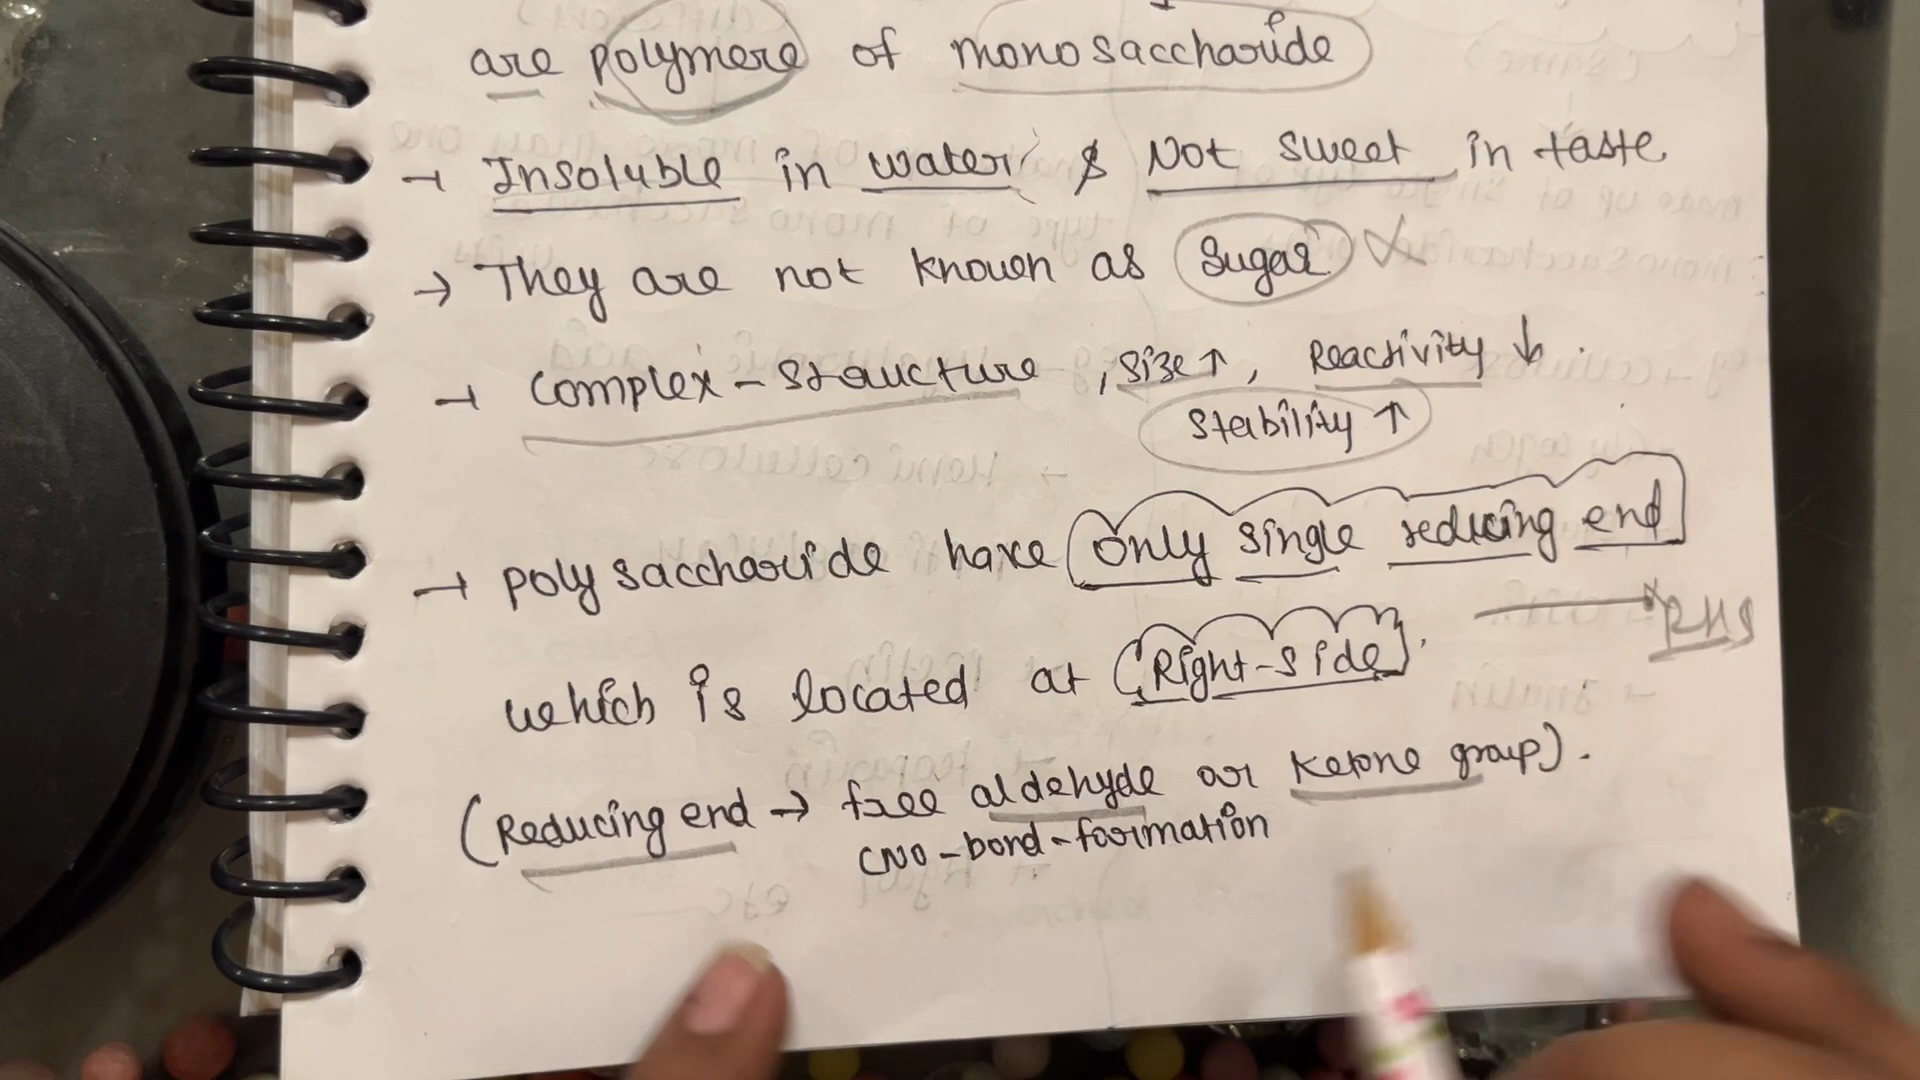 are polymere of monosaccharide
→ Insoluble in water & Not sweet in taste
→ They are not known as Sugar
→ Complex-structure, size↑, Reactivity↓.
Stability↑
→ polysaccharide have only single reducing end
→ RHS
which is located at (Right-side).
(Reducing end → free aldehyde or ketone group).
(NO-bond-formation